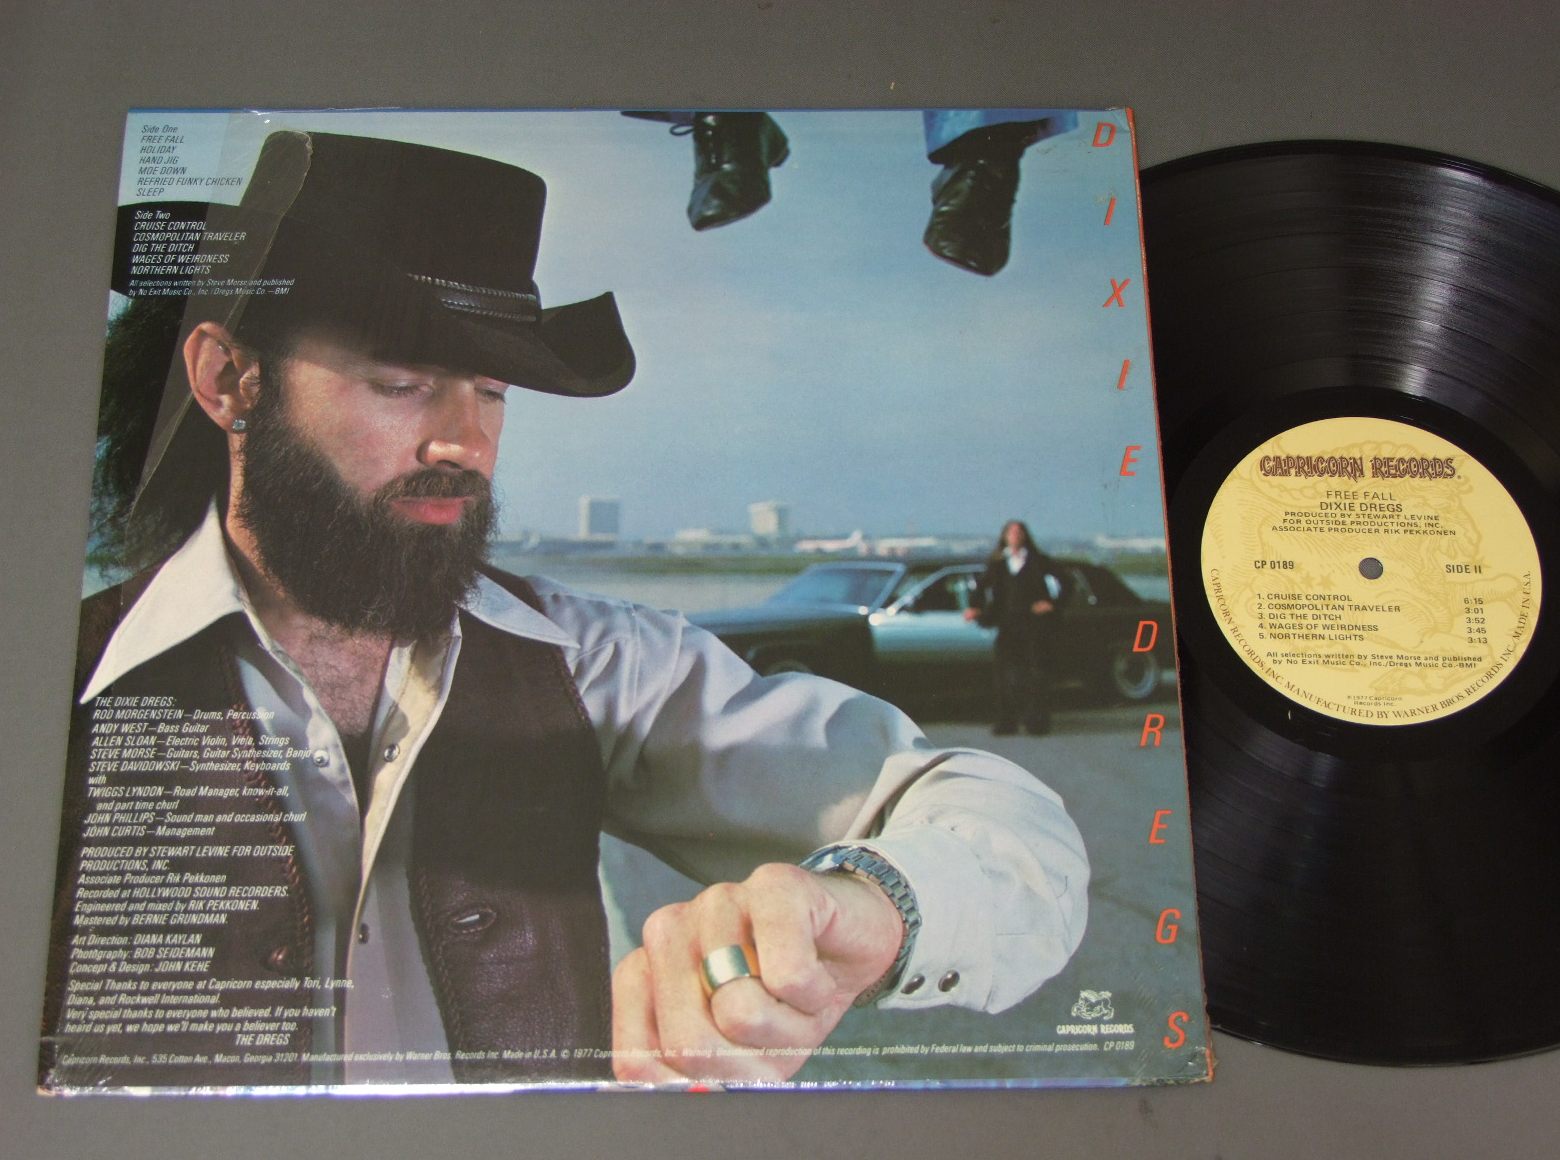 Side One
FREE FALL
HOLIDAY
HAND JIG
MOE DOWN
REFRIED FUNKY CHICKEN
SLEEP
Side Two
CRUISE CONTROL
COSMOPOLITAN TRAVELER
DIG THE DITCH
WAGES OF WEIRDNESS
NORTHERN LIGHTS
All selections written by Steve Morse and published
by No Exit Music Co., Inc./Dregs Music Co.—BMI
DIXIE DREGS
THE DIXIE DREGS:
ROD MORGENSTEIN—Drums, Percussion
ANDY WEST—Bass Guitar
ALLEN SLOAN—Electric Violin, Viola, Strings
STEVE MORSE—Guitars, Guitar Synthesizer, Banjo
STEVE DAVIDOWSKI—Synthesizer, Keyboards
with
TWIGGS LYNDON—Road Manager, know-it-all,
and part time churl
JOHN PHILLIPS—Sound man and occasional churl
JOHN CURTIS—Management
PRODUCED BY STEWART LEVINE FOR OUTSIDE
PRODUCTIONS, INC.
Associate Producer Rik Pekkonen
Recorded at HOLLYWOOD SOUND RECORDERS.
Engineered and mixed by RIK PEKKONEN.
Mastered by BERNIE GRUNDMAN.
Art Direction: DIANA KAYLAN
Photography: BOB SEIDEMANN
Concept & Design: JOHN KEHE
Special Thanks to everyone at Capricorn especially Tori, Lynne,
Diana, and Rockwell International.
Very special thanks to everyone who believed. If you haven't
heard us yet, we hope we'll make you a believer too.
THE DREGS
CAPRICORN RECORDS.
Capricorn Records, Inc., 535 Cotton Ave., Macon, Georgia 31201. Manufactured exclusively by Warner Bros. Records Inc. Made in U.S.A. © 1977 Capricorn Records, Inc. Warning: Unauthorized reproduction of this recording is prohibited by Federal law and subject to criminal prosecution. CP 0189
CAPRICORN RECORDS.
FREE FALL
DIXIE DREGS
PRODUCED BY STEWART LEVINE
FOR OUTSIDE PRODUCTIONS, INC.
ASSOCIATE PRODUCER RIK PEKKONEN
CP 0189 SIDE II
1. CRUISE CONTROL 6:15
2. COSMOPOLITAN TRAVELER 3:01
3. DIG THE DITCH 3:52
4. WAGES OF WEIRDNESS 3:45
5. NORTHERN LIGHTS 3:13
All selections written by Steve Morse and published
by No Exit Music Co., Inc./Dregs Music Co.-BMI
℗1977 Capricorn
Records Inc.
CAPRICORN RECORDS INC. MANUFACTURED BY WARNER BROS. RECORDS INC. MADE IN U.S.A.